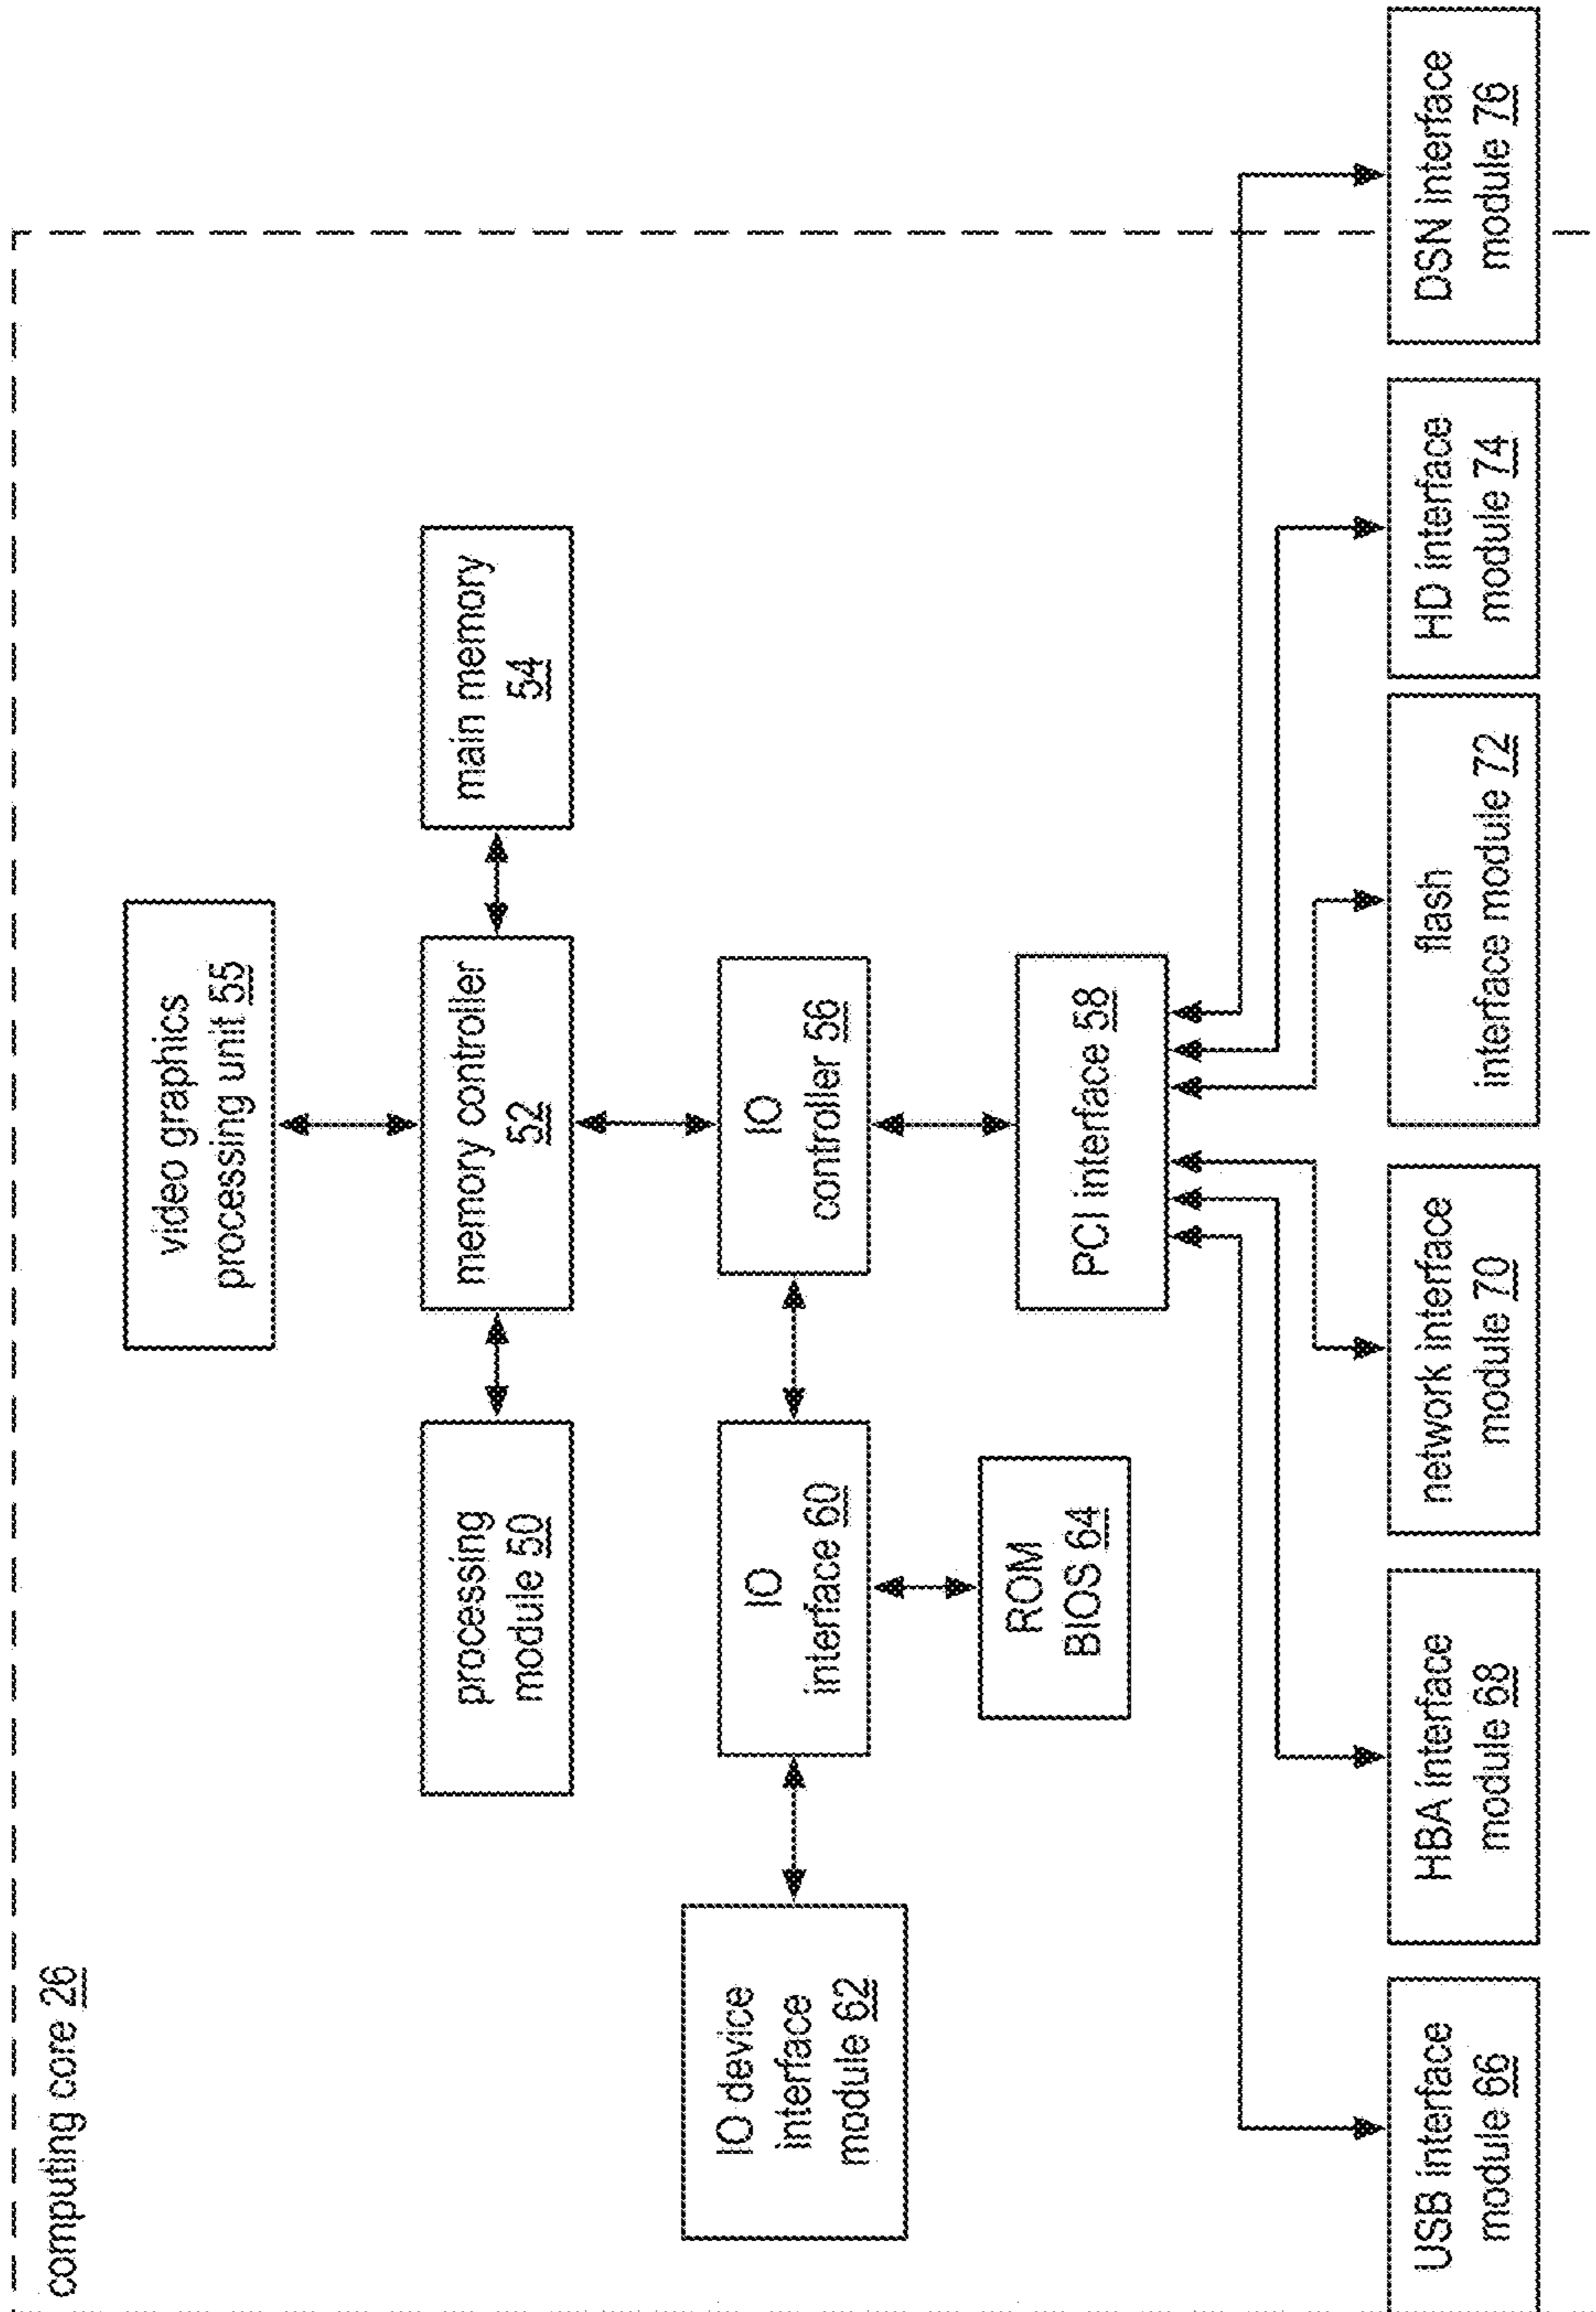 computing core 26
video graphics
processing unit 55
processing
module 50
memory controller
52
main memory
54
IO device
interface
module 62
IO
interface 60
IO
controller 56
ROM
BIOS 64
PCI interface 58
USB interface
module 66
HBA interface
module 68
network interface
module 70
flash
interface module 72
HD interface
module 74
DSN interface
module 76